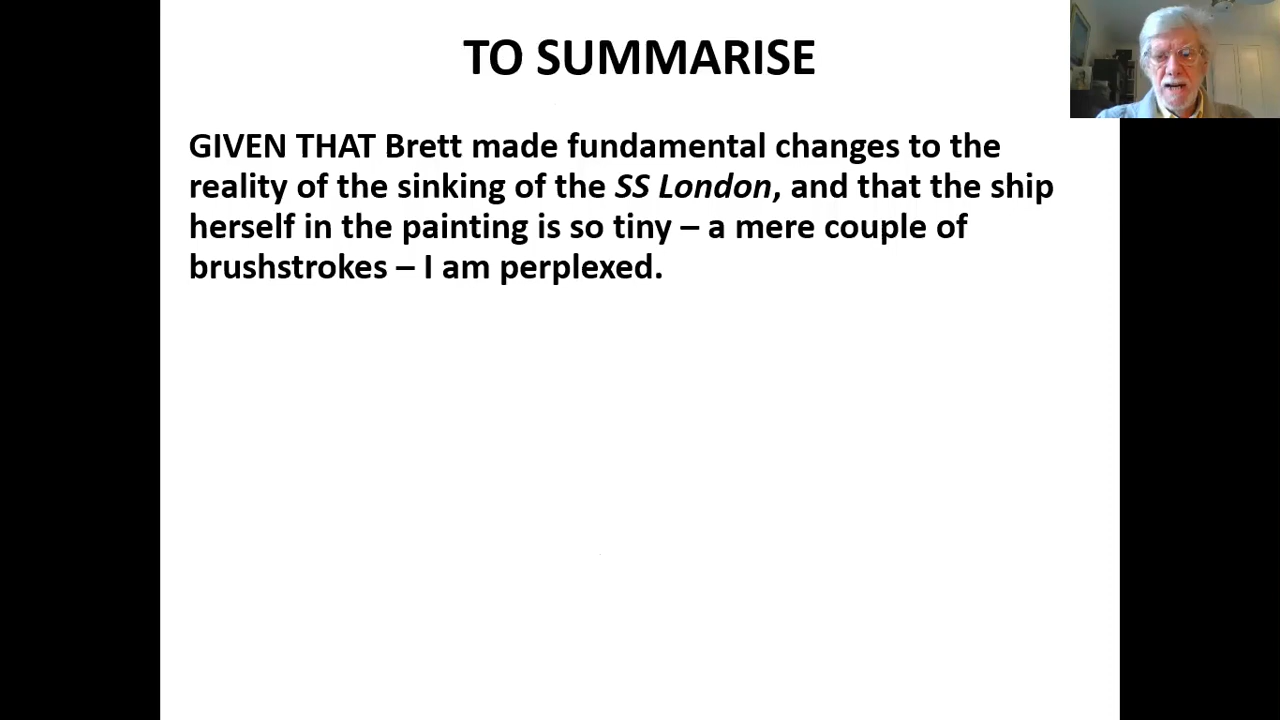 TO SUMMARISE
GIVEN THAT Brett made fundamental changes to the
reality of the sinking of the SS London, and that the ship
herself in the painting is so tiny – a mere couple of
brushstrokes – I am perplexed.